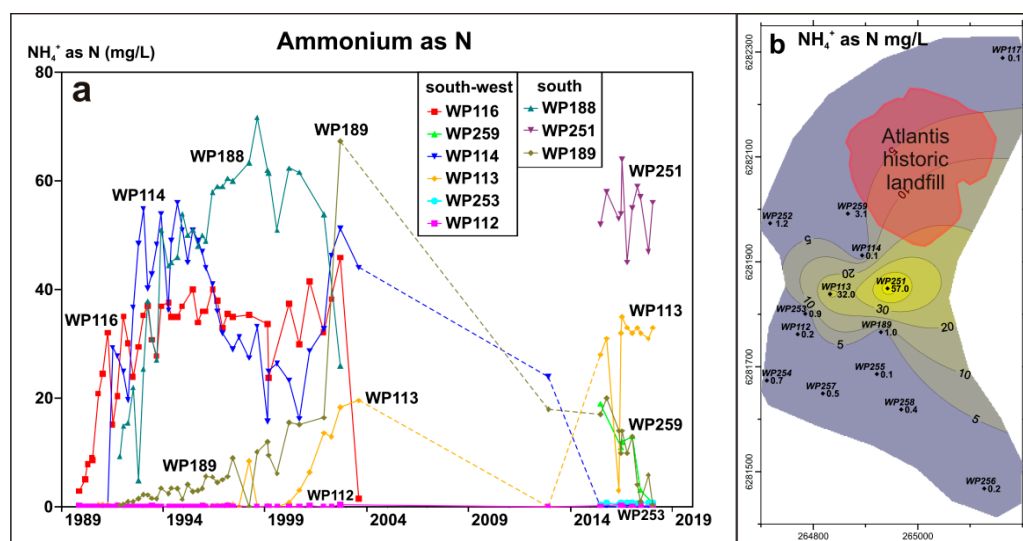 Ammonium as N
NH₄⁺ as N (mg/L)
a
80
60
40
20
0
1989
1994
1999
2004
2009
2014
2019
south-west
WP116
WP259
WP114
WP113
WP253
WP112
south
WP188
WP251
WP189
WP189
WP188
WP114
WP116
WP251
WP113
WP113
WP259
WP189
WP112
WP253
b
NH₄⁺ as N mg/L
WP117
0.1
Atlantis
historic
landfill
5
10
WP259
3.1
WP252
1.2
WP114
0.1
5
20
WP251
57.0
WP113
32.0
10
30
WP253
0.9
20
WP112
0.2
WP189
1.0
5
WP254
0.7
WP255
0.1
10
WP257
0.5
WP258
0.4
5
WP256
0.2
6282300
6282100
6281900
6281700
6281500
264800
265000